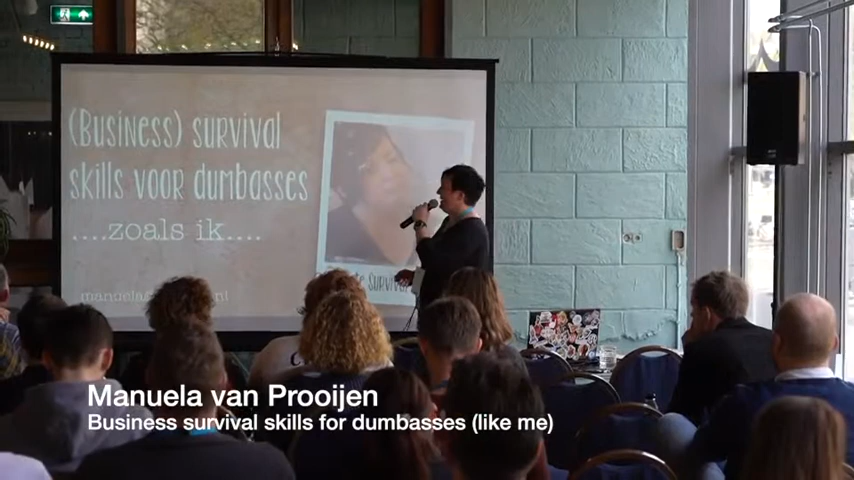 (Business) survival
skills voor dumbasses
....zoals ik....
Manuela van Prooijen
Business survival skills for dumbasses (like me)